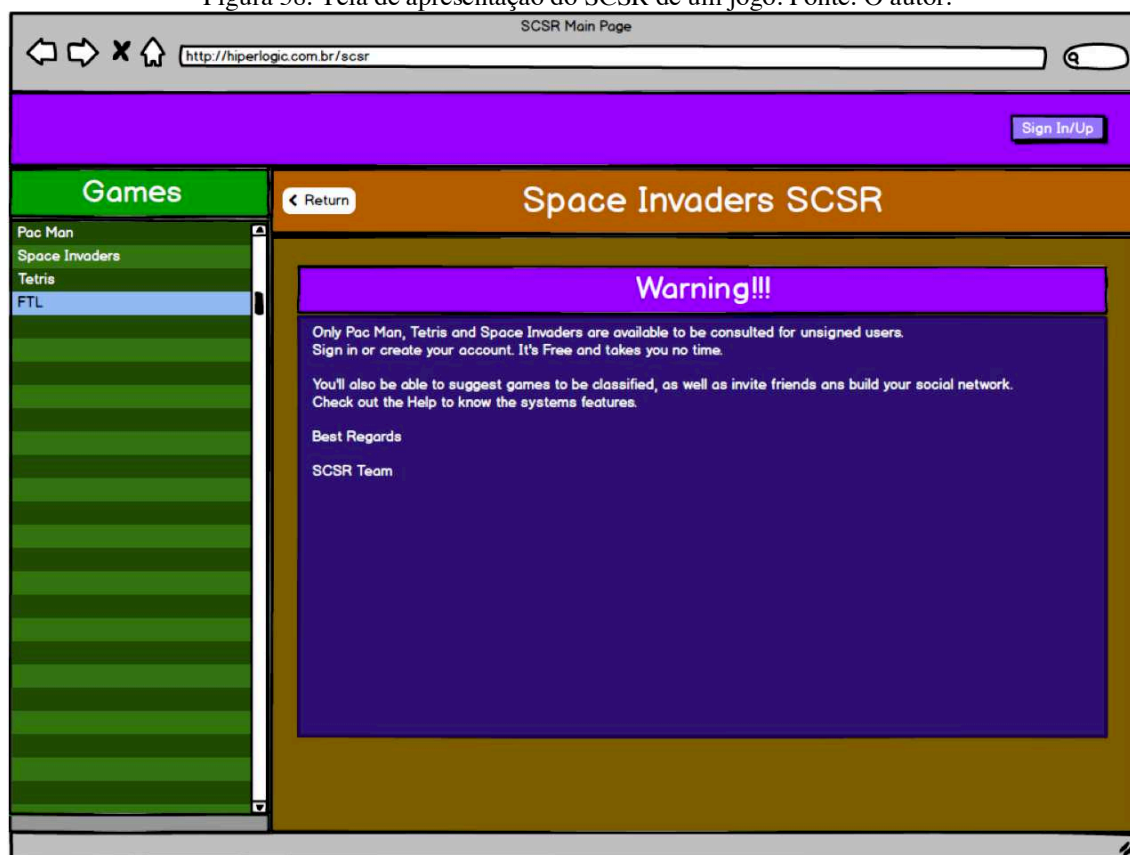 Figura 38: Tela de apresentação do SCSR de um jogo. Fonte: O autor.
SCSR Main Page
http://hiperlogic.com.br/scsr
Sign In/Up
Games
Return
Space Invaders SCSR
Pac Man
Space Invaders
Tetris
FTL
Warning!!!
Only Pac Man, Tetris and Space Invaders are available to be consulted for unsigned users.
Sign in or create your account. It's Free and takes you no time.
You'll also be able to suggest games to be classified, as well as invite friends ans build your social network.
Check out the Help to know the systems features.
Best Regards
SCSR Team